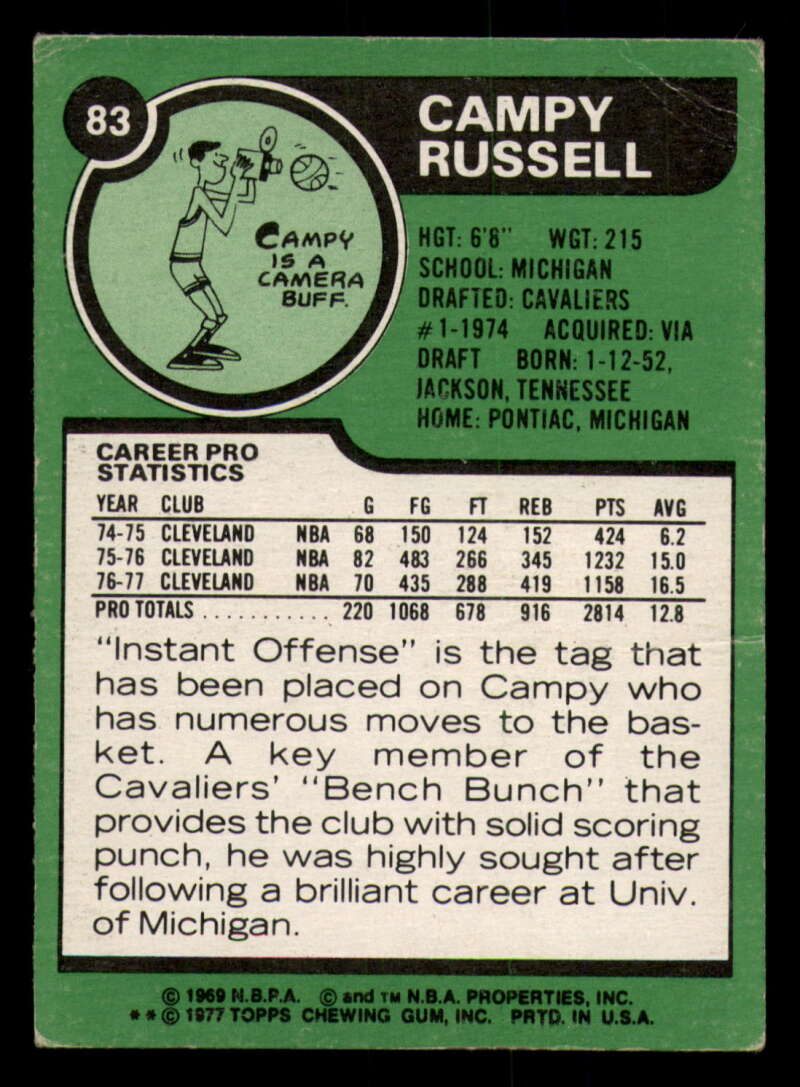 83
CAMPY
RUSSELL
CAMPY
IS A
CAMERA
BUFF.
HGT: 6'8" WGT: 215
SCHOOL: MICHIGAN
DRAFTED: CAVALIERS
#1-1974 ACQUIRED: VIA
DRAFT BORN: 1-12-52,
JACKSON, TENNESSEE
HOME: PONTIAC, MICHIGAN
CAREER PRO
STATISTICS
YEAR CLUB G FG FT REB PTS AVG
74-75 CLEVELAND NBA 68 150 124 152 424 6.2
75-76 CLEVELAND NBA 82 483 266 345 1232 15.0
76-77 CLEVELAND NBA 70 435 288 419 1158 16.5
PRO TOTALS ........... 220 1068 678 916 2814 12.8
"Instant Offense" is the tag that
has been placed on Campy who
has numerous moves to the bas-
ket. A key member of the
Cavaliers' "Bench Bunch" that
provides the club with solid scoring
punch, he was highly sought after
following a brilliant career at Univ.
of Michigan.
© 1969 N.B.P.A. © and TM N.B.A. PROPERTIES, INC.
**© 1977 TOPPS CHEWING GUM, INC. PRTD. IN U.S.A.